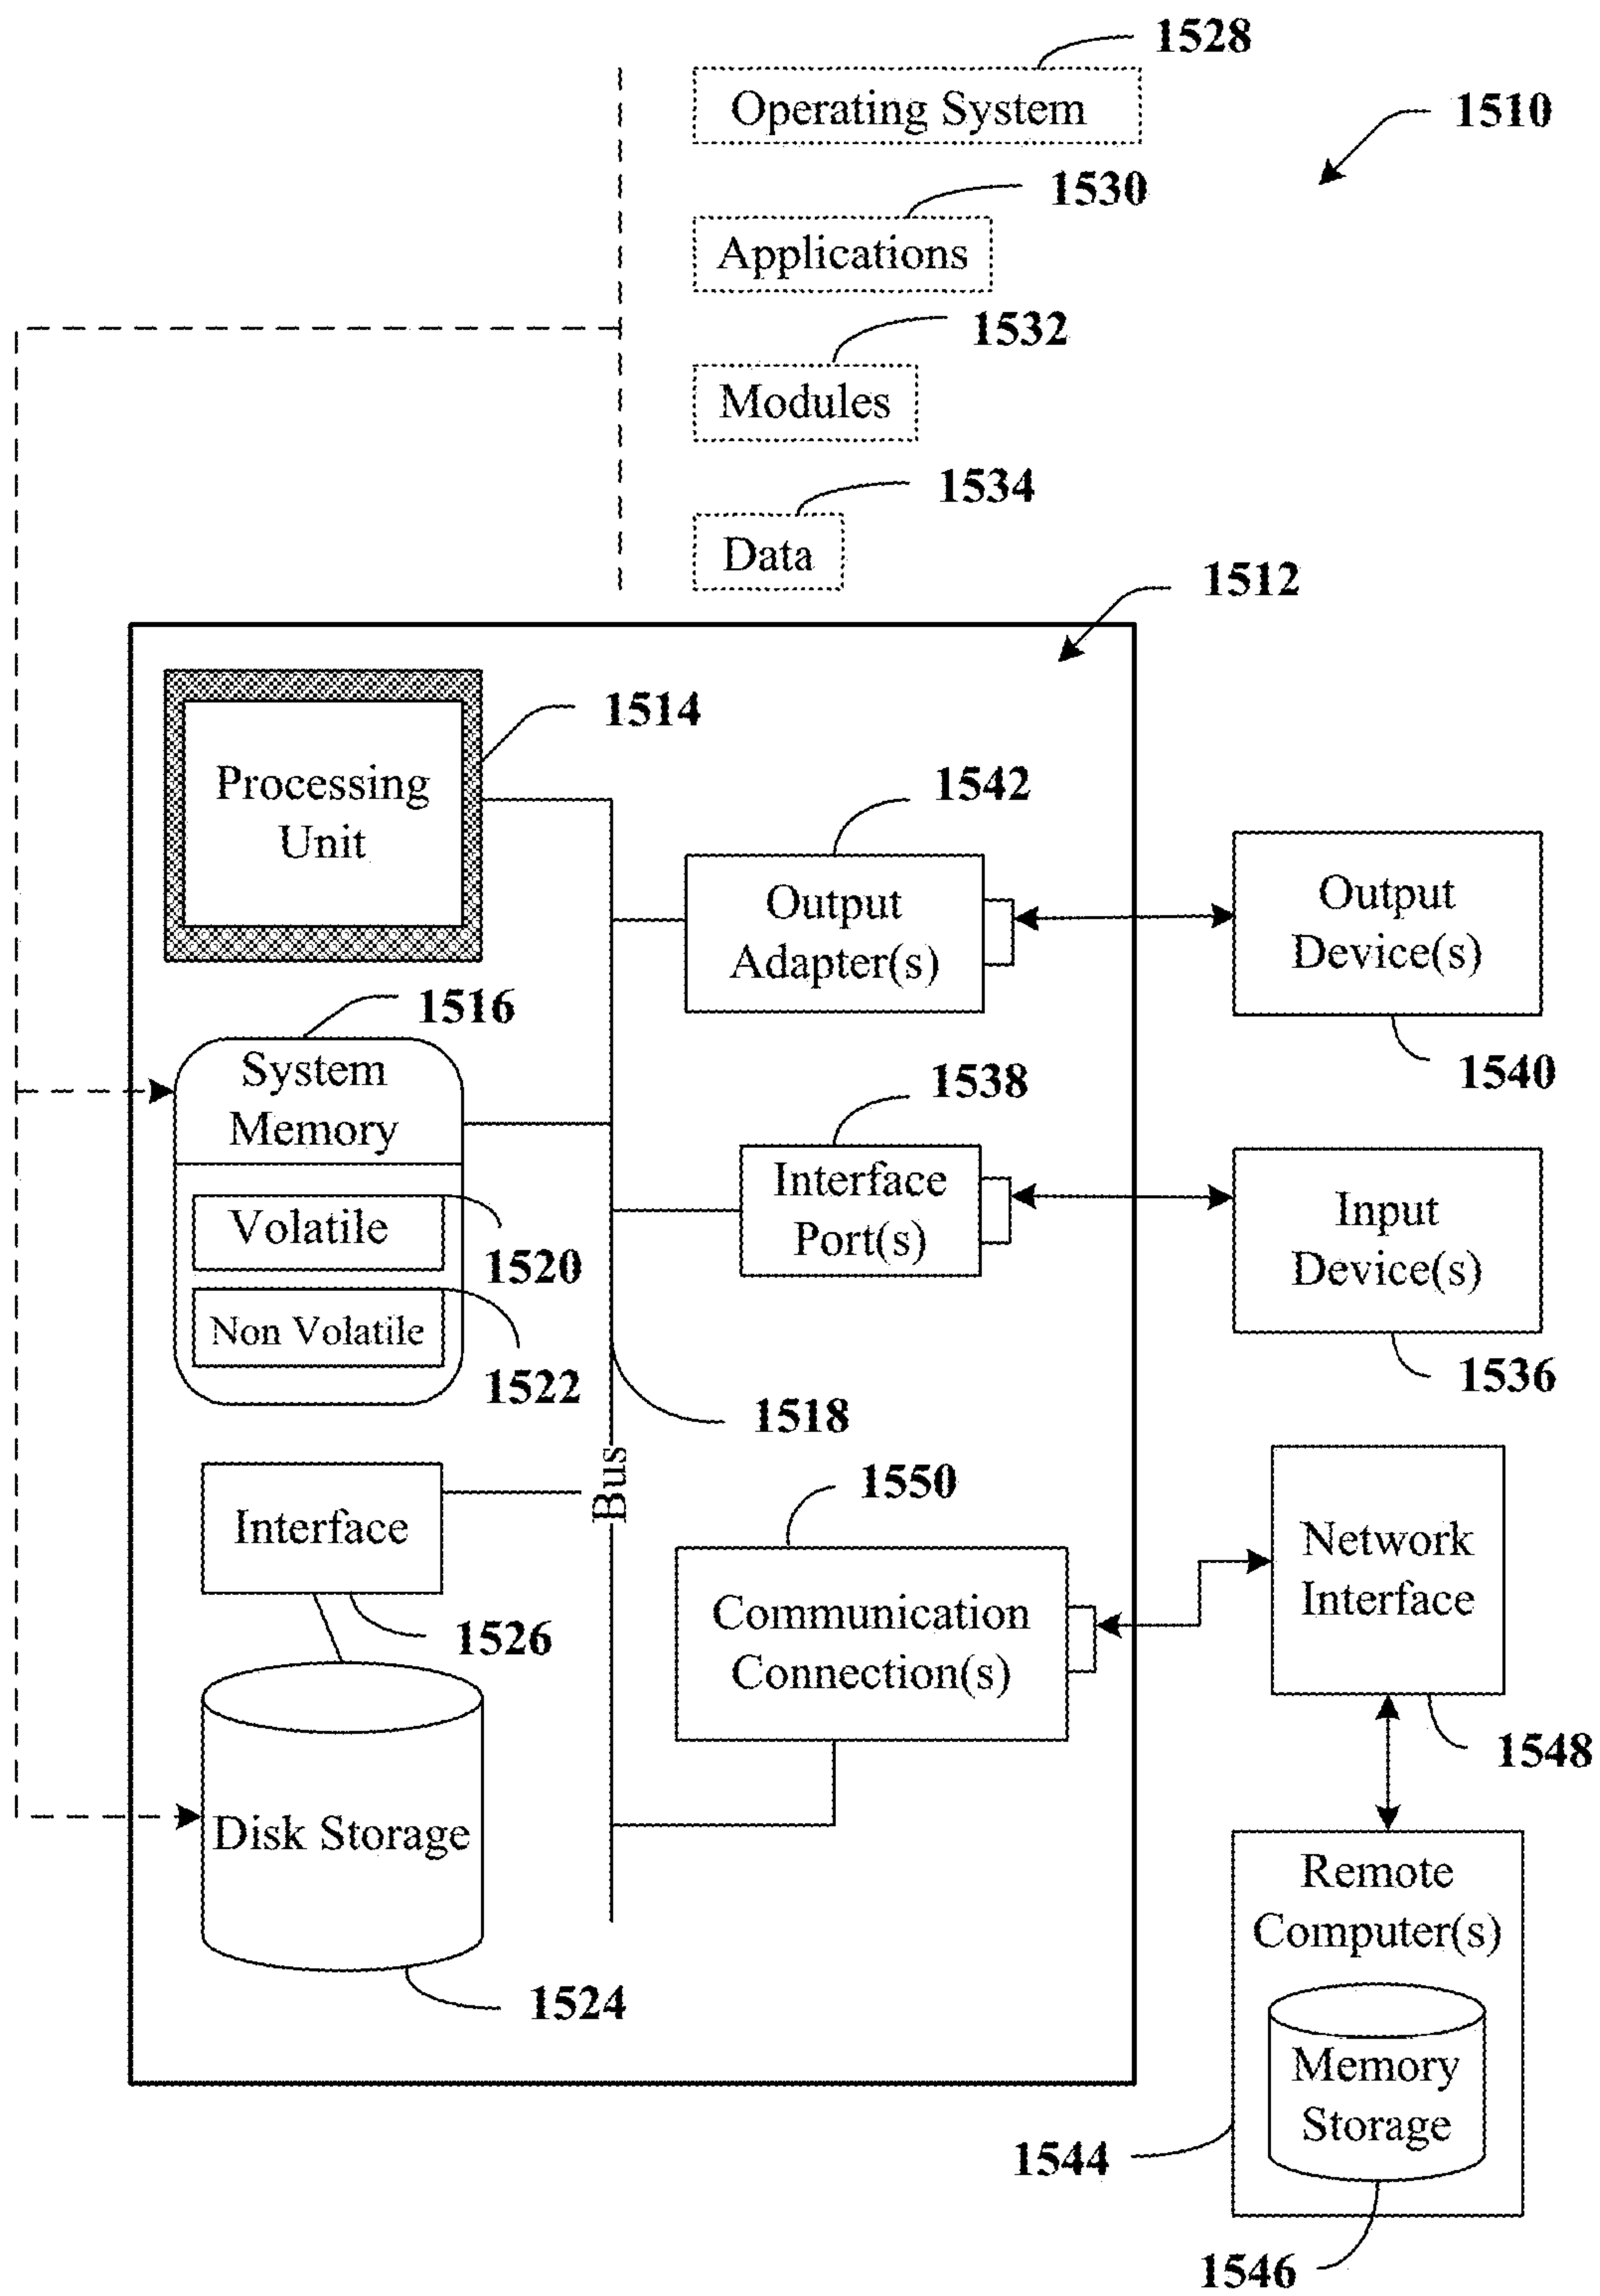 1528
Operating System
1510
1530
Applications
1532
Modules
1534
Data
1512
1514
Processing
Unit
1542
Output
Adapter(s)
Output
Device(s)
1540
1516
System
Memory
1538
Interface
Port(s)
Input
Device(s)
1536
Volatile
1520
Non Volatile
1522
1518
Bus
1550
Interface
1526
Communication
Connection(s)
Network
Interface
1548
Disk Storage
1524
Remote
Computer(s)
Memory
Storage
1544
1546